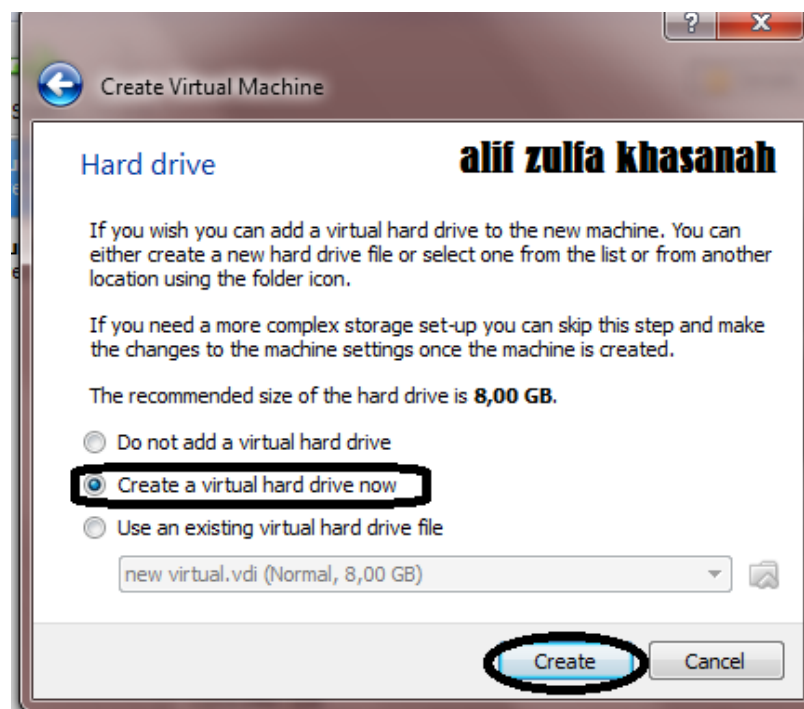 ?
X
Create Virtual Machine
Hard drive
alif zulfa khasanah
If you wish you can add a virtual hard drive to the new machine. You can
either create a new hard drive file or select one from the list or from another
location using the folder icon.
If you need a more complex storage set-up you can skip this step and make
the changes to the machine settings once the machine is created.
The recommended size of the hard drive is 8,00 GB.
Do not add a virtual hard drive
Create a virtual hard drive now
Use an existing virtual hard drive file
new virtual.vdi (Normal, 8,00 GB)
Create
Cancel